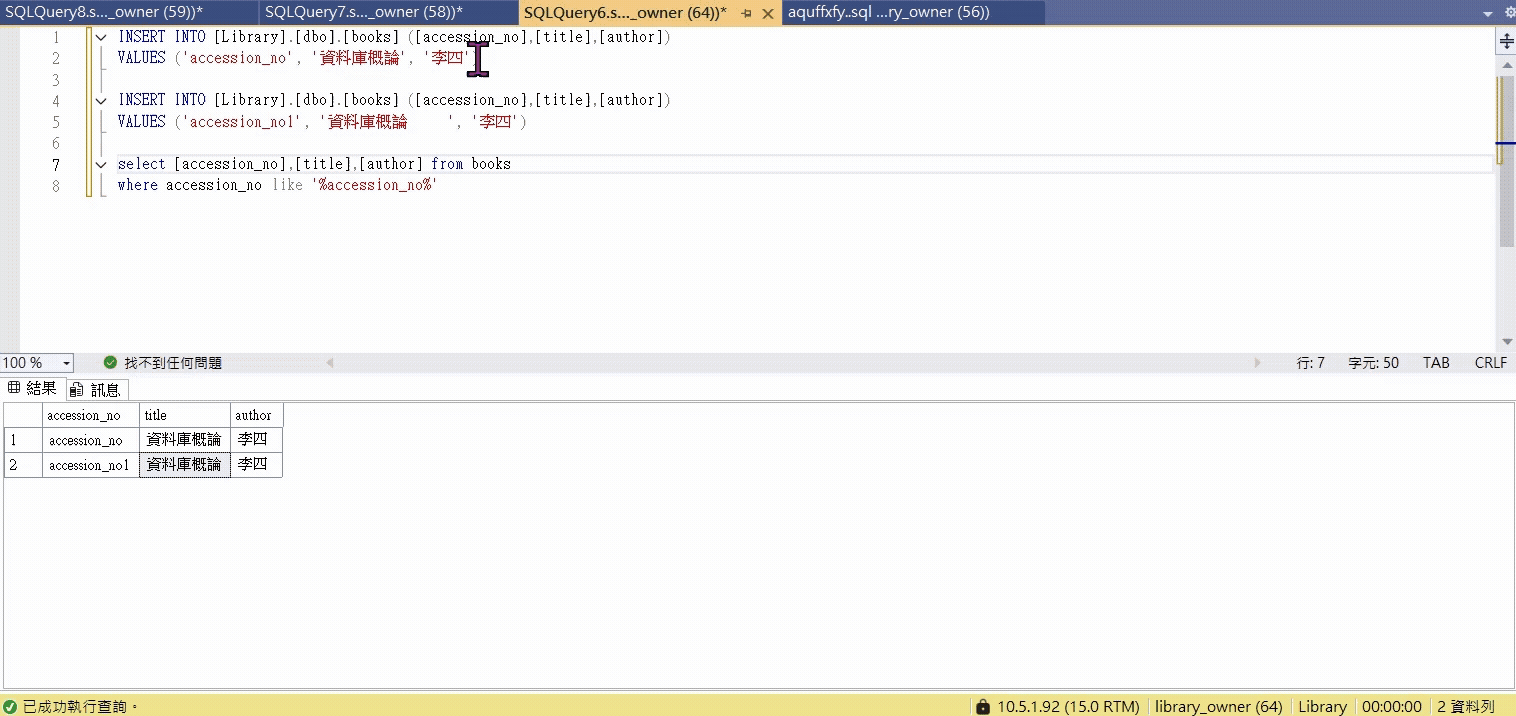 SQLQuery8.s..._owner (59))*
SQLQuery7.s..._owner (58))*
SQLQuery6.s..._owner (64))*
aquffxfy..sql ...ry_owner (56))
1 INSERT INTO [Library].[dbo].[books] ([accession_no],[title],[author])
2 VALUES ('accession_no', '資料庫概論', '李四')
3
4 INSERT INTO [Library].[dbo].[books] ([accession_no],[title],[author])
5 VALUES ('accession_no1', '資料庫概論     ', '李四')
6
7 select [accession_no],[title],[author] from books
8 where accession_no like '%accession_no%'
100 % 找不到任何問題 行: 7 字元: 50 TAB CRLF
結果 訊息
accession_no title author
1 accession_no 資料庫概論 李四
2 accession_no1 資料庫概論 李四
已成功執行查詢。 10.5.1.92 (15.0 RTM) library_owner (64) Library 00:00:00 2 資料列